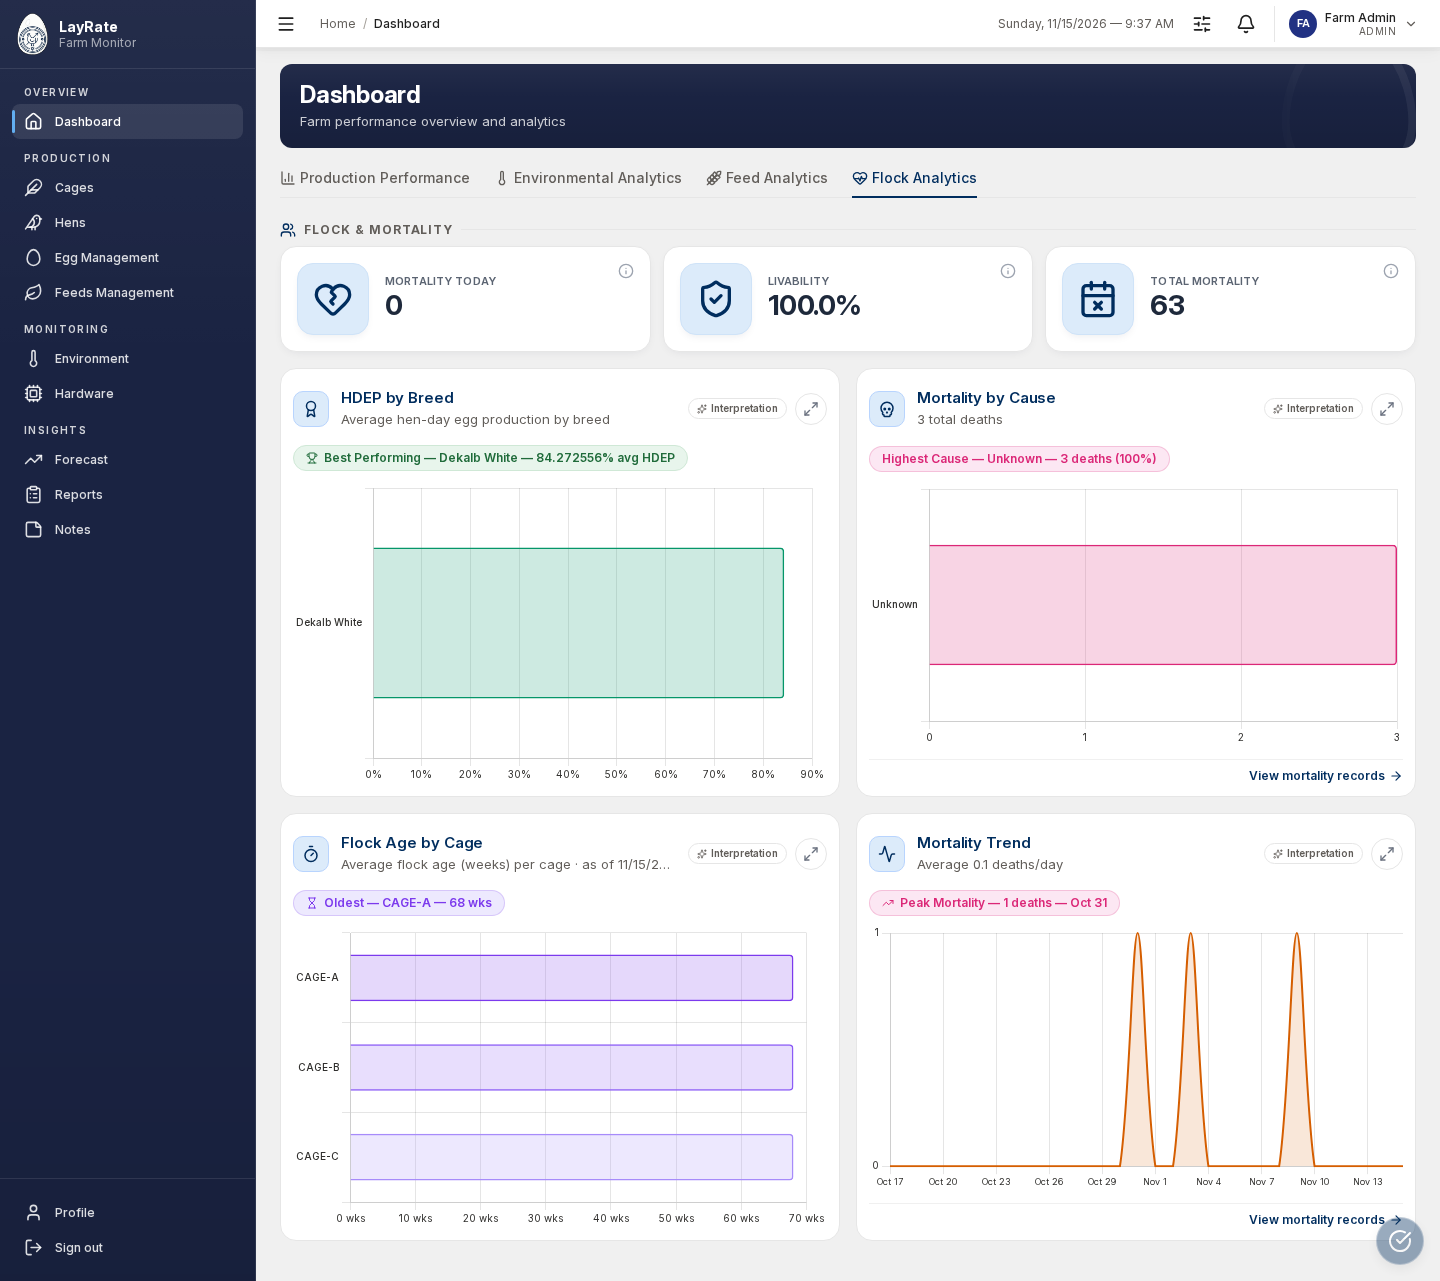 LayRate
Farm Monitor
OVERVIEW
Dashboard
PRODUCTION
Cages
Hens
Egg Management
Feeds Management
MONITORING
Environment
Hardware
INSIGHTS
Forecast
Reports
Notes
Profile
Sign out
Home / Dashboard
Sunday, 11/15/2026 — 9:37 AM
FA
Farm Admin
ADMIN
Dashboard
Farm performance overview and analytics
Production Performance
Environmental Analytics
Feed Analytics
Flock Analytics
FLOCK & MORTALITY
MORTALITY TODAY
0
LIVABILITY
100.0%
TOTAL MORTALITY
63
HDEP by Breed
Average hen-day egg production by breed
Interpretation
Best Performing — Dekalb White — 84.272556% avg HDEP
Dekalb White
0% 10% 20% 30% 40% 50% 60% 70% 80% 90%
Mortality by Cause
3 total deaths
Interpretation
Highest Cause — Unknown — 3 deaths (100%)
Unknown
0 1 2 3
View mortality records
Flock Age by Cage
Average flock age (weeks) per cage · as of 11/15/2...
Interpretation
Oldest — CAGE-A — 68 wks
CAGE-A
CAGE-B
CAGE-C
0 wks 10 wks 20 wks 30 wks 40 wks 50 wks 60 wks 70 wks
Mortality Trend
Average 0.1 deaths/day
Interpretation
Peak Mortality — 1 deaths — Oct 31
1
0
Oct 17 Oct 20 Oct 23 Oct 26 Oct 29 Nov 1 Nov 4 Nov 7 Nov 10 Nov 13
View mortality records